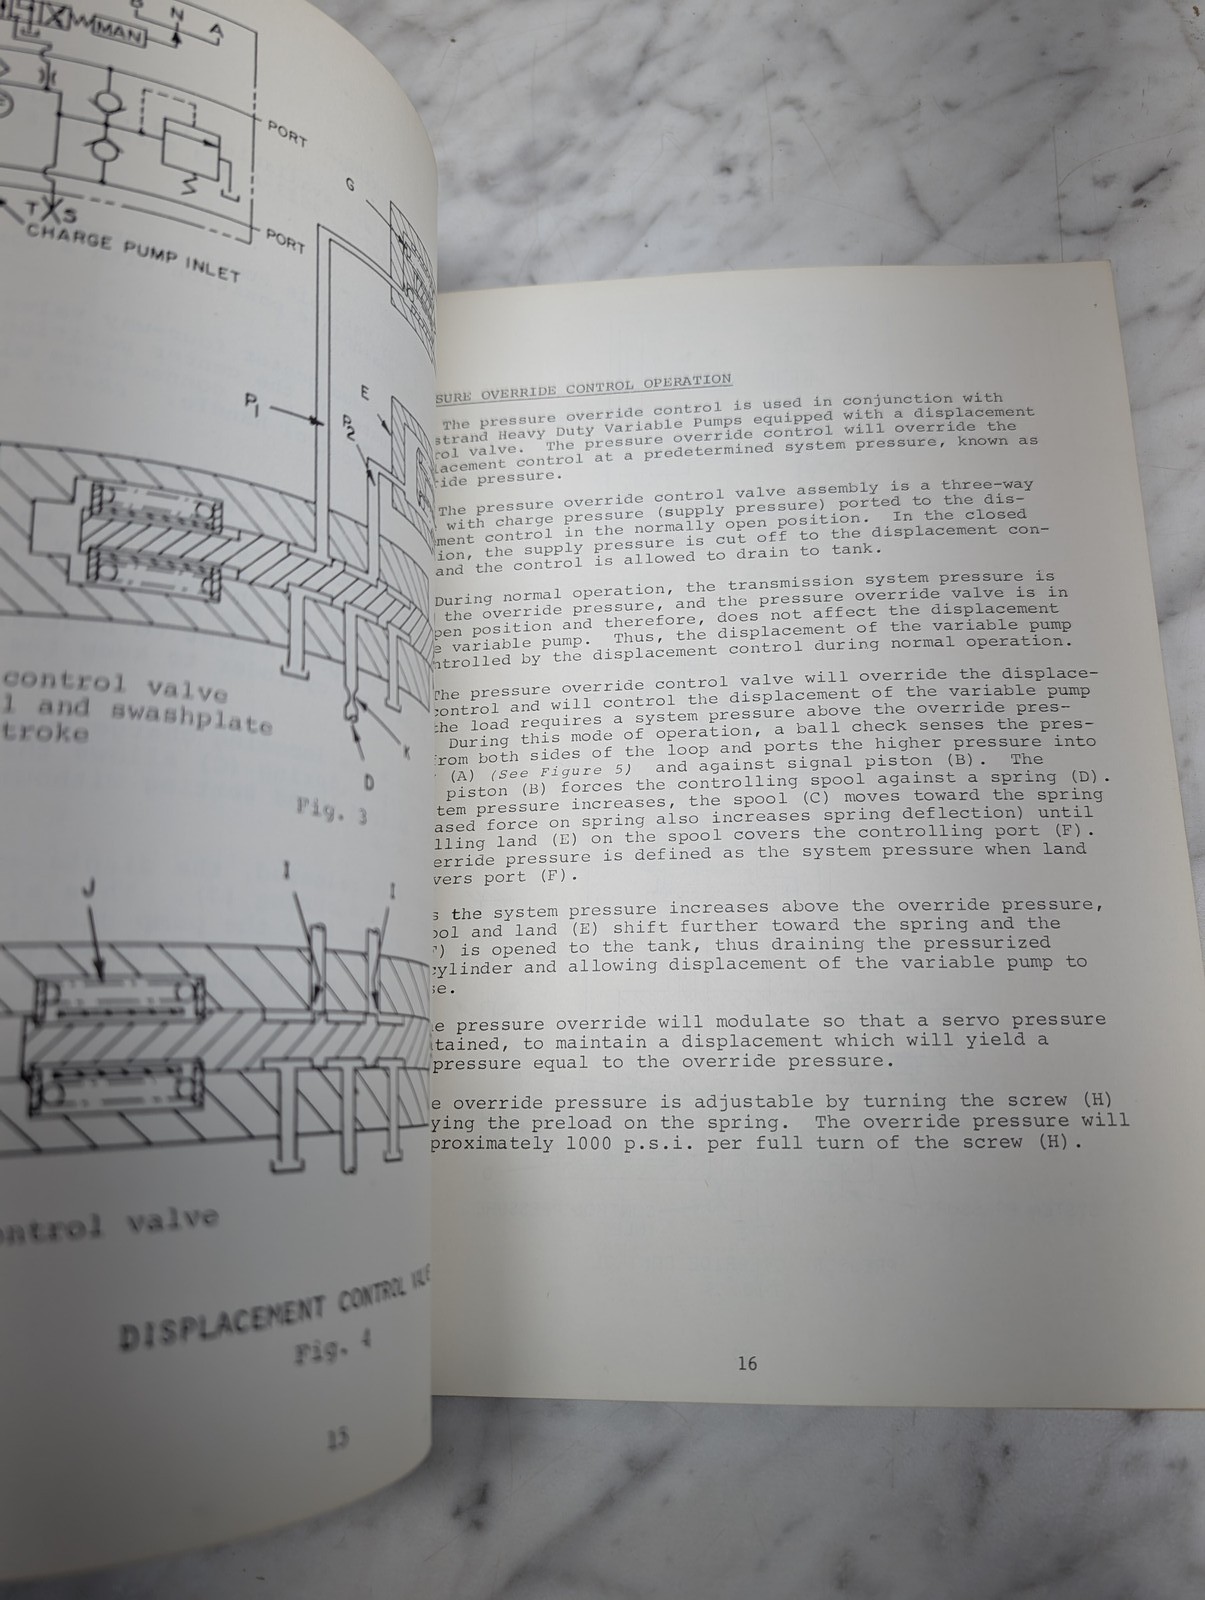 N A
MAN
PORT
TXS
PORT
CHARGE PUMP INLET
G
P1
E
P2
control valve
l and swashplate
troke
K
D
Fig. 3
J
I
I
ontrol valve
DISPLACEMENT CONTROL
Fig. 4
15
SURE OVERRIDE CONTROL OPERATION
The pressure override control is used in conjunction with
strand Heavy Duty Variable Pumps equipped with a displacement
rol valve. The pressure override control will override the
lacement control at a predetermined system pressure, known as
ride pressure.
The pressure override control valve assembly is a three-way
with charge pressure (supply pressure) ported to the dis-
ment control in the normally open position. In the closed
ion, the supply pressure is cut off to the displacement con-
and the control is allowed to drain to tank.
During normal operation, the transmission system pressure is
the override pressure, and the pressure override valve is in
pen position and therefore, does not affect the displacement
e variable pump. Thus, the displacement of the variable pump
ntrolled by the displacement control during normal operation.
The pressure override control valve will override the displace-
control and will control the displacement of the variable pump
the load requires a system pressure above the override pres-
During this mode of operation, a ball check senses the pres-
from both sides of the loop and ports the higher pressure into
(A) (See Figure 5) and against signal piston (B). The
piston (B) forces the controlling spool against a spring (D).
tem pressure increases, the spool (C) moves toward the spring
ased force on spring also increases spring deflection) until
lling land (E) on the spool covers the controlling port (F).
erride pressure is defined as the system pressure when land
vers port (F).
s the system pressure increases above the override pressure,
ool and land (E) shift further toward the spring and the
F) is opened to the tank, thus draining the pressurized
cylinder and allowing displacement of the variable pump to
se.
e pressure override will modulate so that a servo pressure
tained, to maintain a displacement which will yield a
pressure equal to the override pressure.
e override pressure is adjustable by turning the screw (H)
ying the preload on the spring. The override pressure will
proximately 1000 p.s.i. per full turn of the screw (H).
16